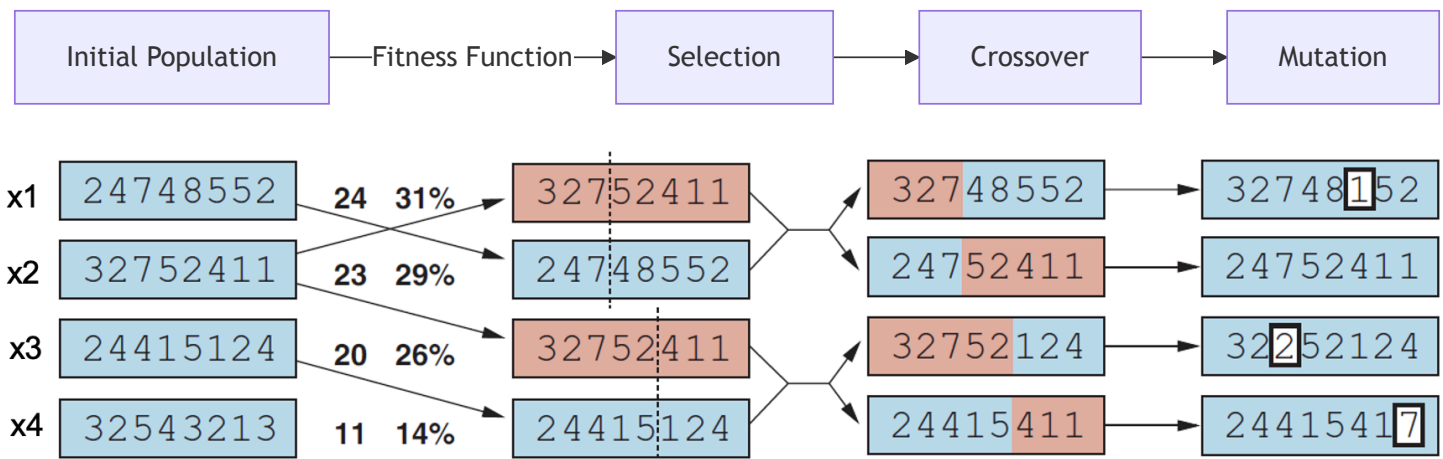 Initial Population Fitness Function Selection Crossover Mutation
x1 24748552 24 31% 32752411 32748552 32748152
x2 32752411 23 29% 24748552 24752411 24752411
x3 24415124 20 26% 32752411 32752124 32252124
x4 32543213 11 14% 24415124 24415411 24415417